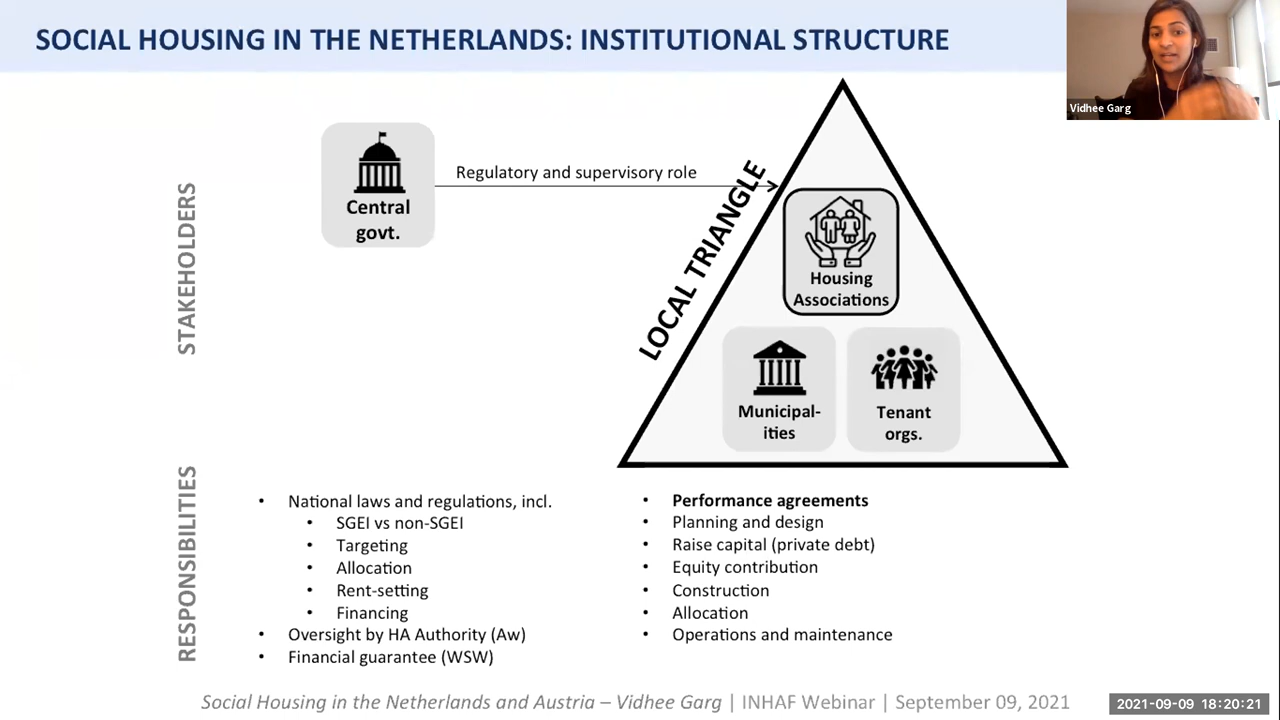 SOCIAL HOUSING IN THE NETHERLANDS: INSTITUTIONAL STRUCTURE
Vidhee Garg
STAKEHOLDERS
Central
govt.
Regulatory and supervisory role
LOCAL TRIANGLE
Housing
Associations
Municipal-
ities
Tenant
orgs.
RESPONSIBILITIES
• National laws and regulations, incl.
• SGEI vs non-SGEI
• Targeting
• Allocation
• Rent-setting
• Financing
• Oversight by HA Authority (Aw)
• Financial guarantee (WSW)
• Performance agreements
• Planning and design
• Raise capital (private debt)
• Equity contribution
• Construction
• Allocation
• Operations and maintenance
Social Housing in the Netherlands and Austria – Vidhee Garg | INHAF Webinar | September 09, 2021
2021-09-09 18:20:21